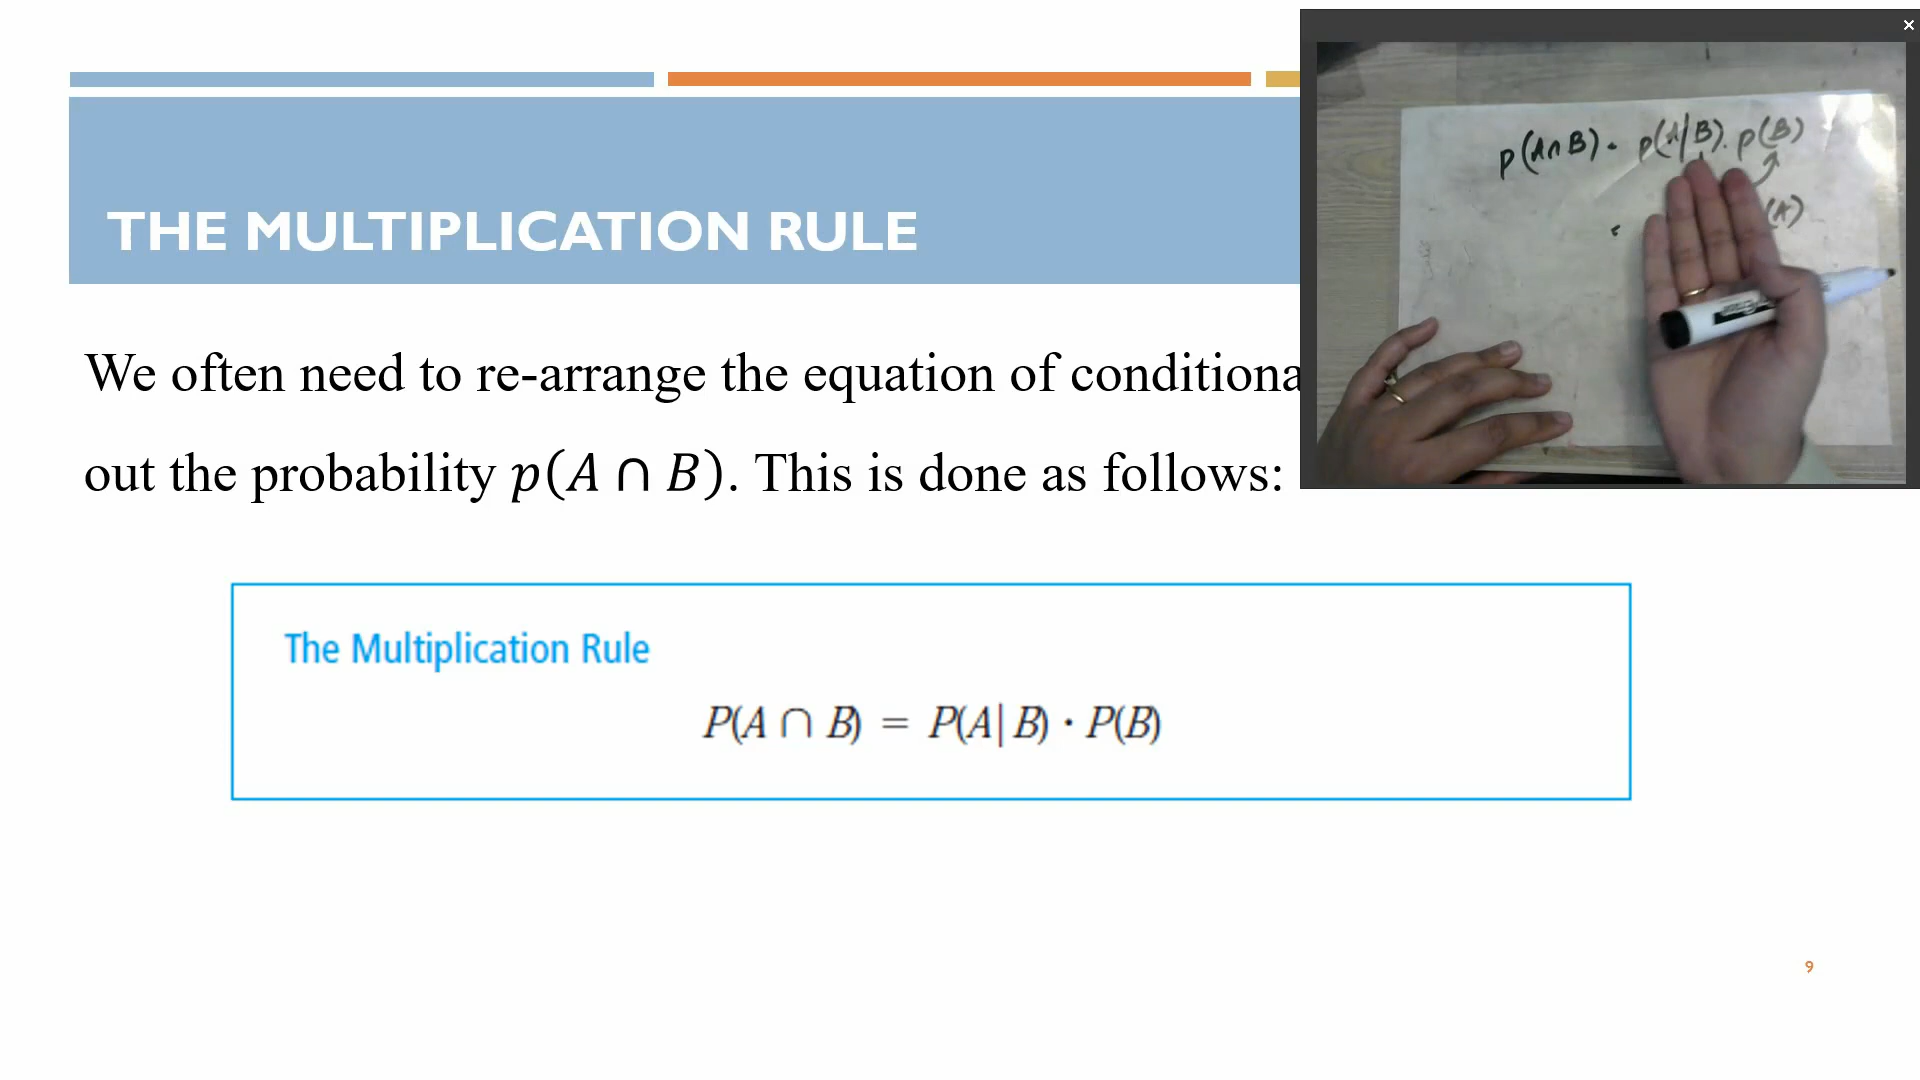 THE MULTIPLICATION RULE
We often need to re-arrange the equation of conditiona
out the probability p(A ∩ B). This is done as follows:
The Multiplication Rule
P(A ∩ B) = P(A|B) · P(B)
9
p(A∩B) = p(A|B). p(B)
(A)